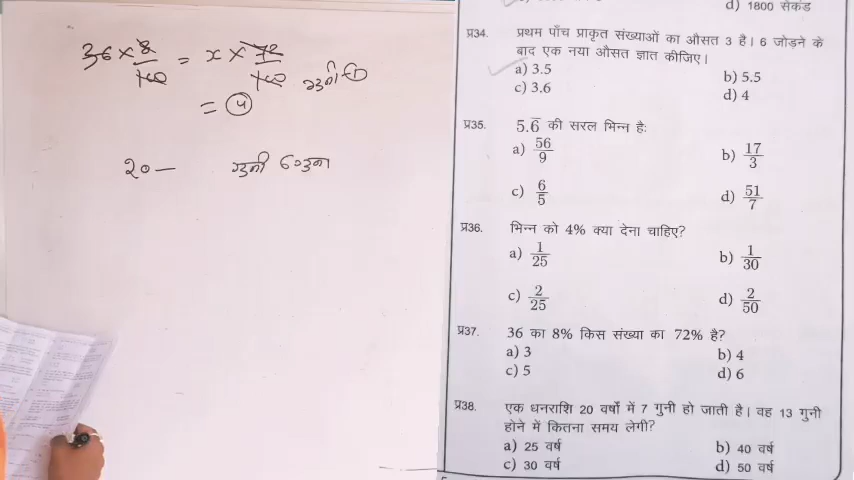 36 × 8/100 = x × 72/100
= 4
20 —
d) 1800 सेकंड
प्र34. प्रथम पाँच प्राकृत संख्याओं का औसत 3 है। 6 जोड़ने के
बाद एक नया औसत ज्ञात कीजिए।
a) 3.5 b) 5.5
c) 3.6 d) 4
प्र35. 5.6̅ की सरल भिन्न है:
a) 56/9 b) 17/3
c) 6/5 d) 51/7
प्र36. भिन्न को 4% क्या देना चाहिए?
a) 1/25 b) 1/30
c) 2/25 d) 2/50
प्र37. 36 का 8% किस संख्या का 72% है?
a) 3 b) 4
c) 5 d) 6
प्र38. एक धनराशि 20 वर्षों में 7 गुनी हो जाती है। वह 13 गुनी
होने में कितना समय लेगी?
a) 25 वर्ष b) 40 वर्ष
c) 30 वर्ष d) 50 वर्ष